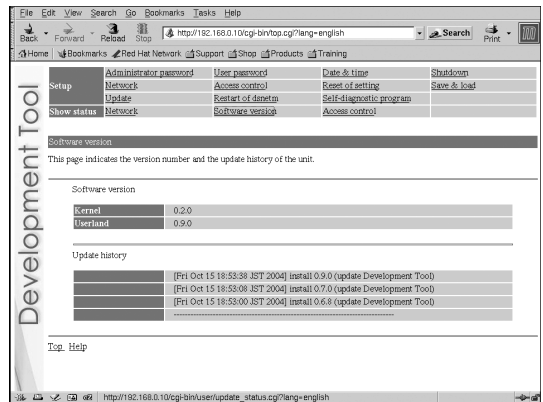 File Edit View Search Go Bookmarks Tasks Help
Back Forward Reload Stop http://192.168.0.10/cgi-bin/top.cgi?lang=english Search Print
Home Bookmarks Red Hat Network Support Shop Products Training
Development Tool
Setup Administrator password User password Date & time Shutdown
Network Access control Reset of setting Save & load
Update Restart of dsnetm Self-diagnostic program
Show status Network Software version Access control
Software version
This page indicates the version number and the update history of the unit.
Software version
Kernel 0.2.0
Userland 0.9.0
Update history
[Fri Oct 15 18:53:38 JST 2004] install 0.9.0 (update Development Tool)
[Fri Oct 15 18:53:08 JST 2004] install 0.7.0 (update Development Tool)
[Fri Oct 15 18:53:00 JST 2004] install 0.6.8 (update Development Tool)
--------------------------------------------------------------------------------
Top Help
http://192.168.0.10/cgi-bin/user/update_status.cgi?lang=english